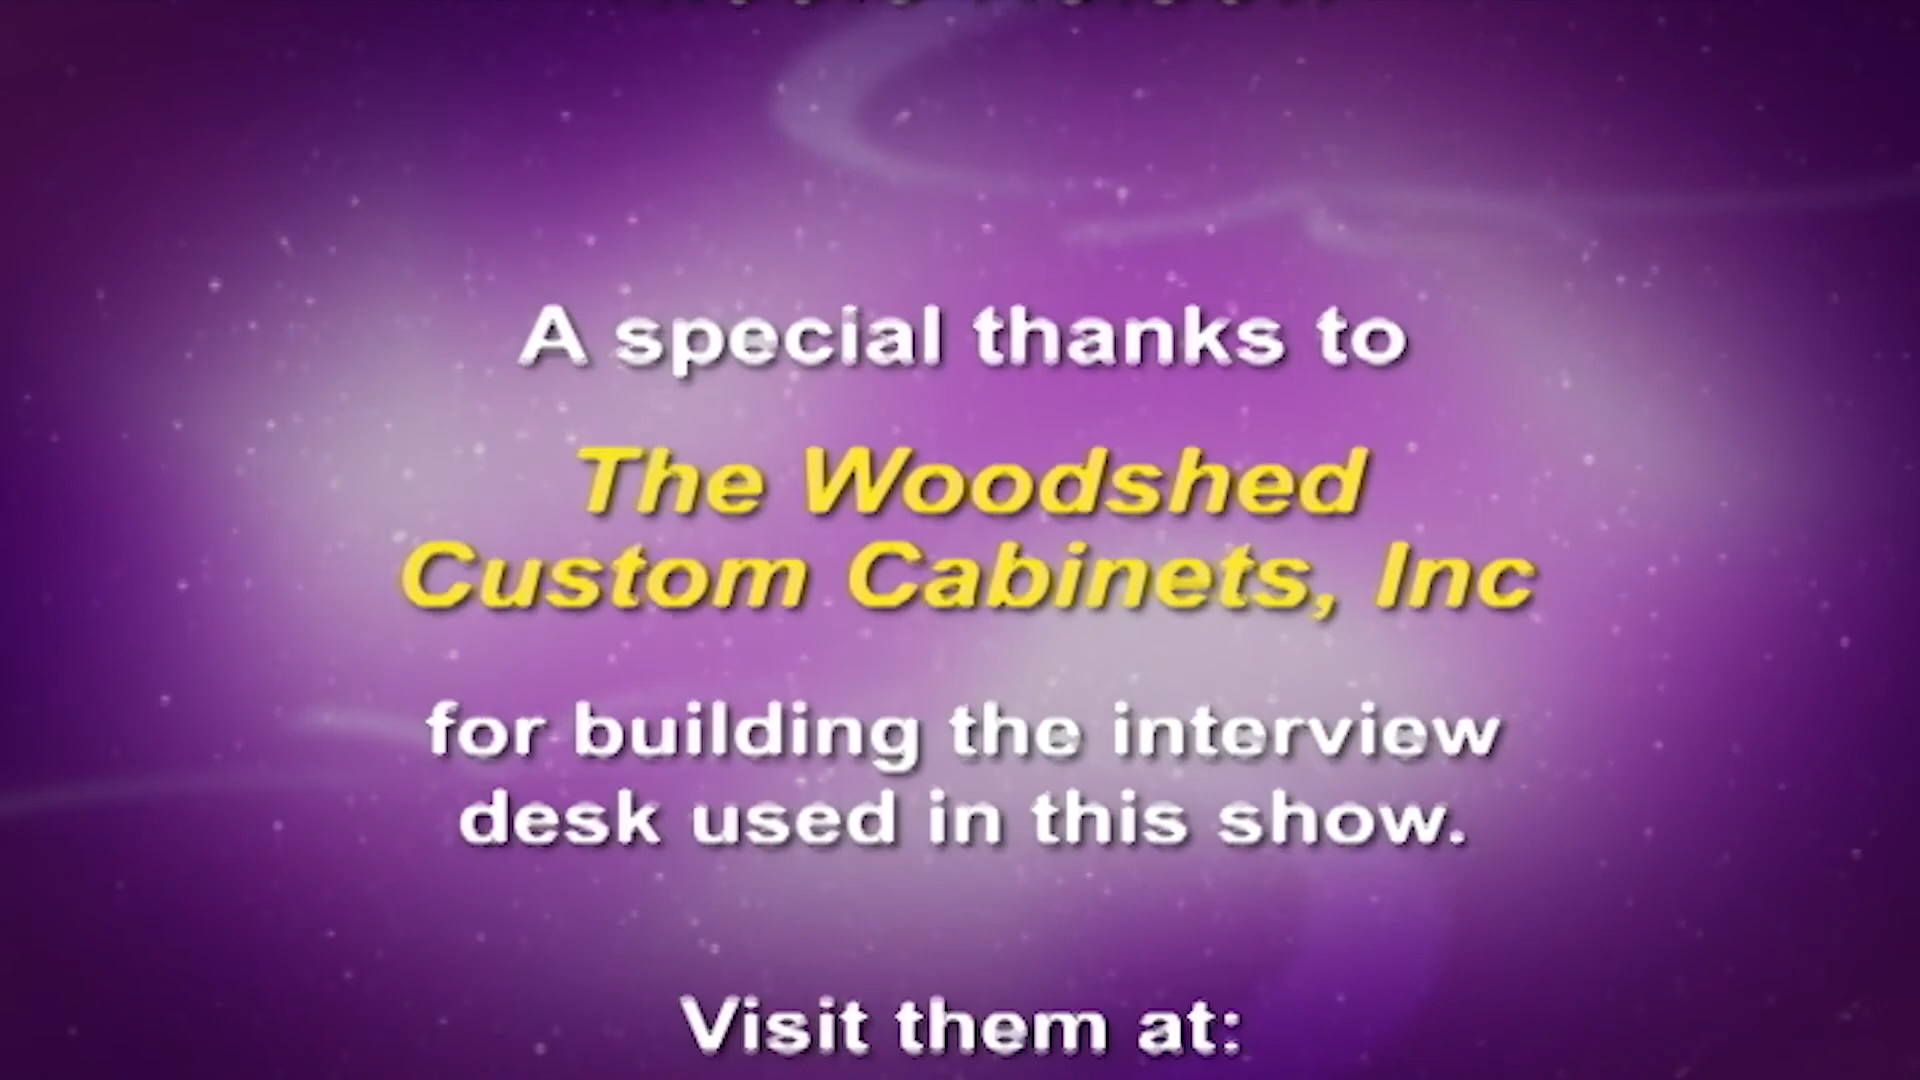 A special thanks to
The Woodshed
Custom Cabinets, Inc
for building the interview
desk used in this show.
Visit them at: